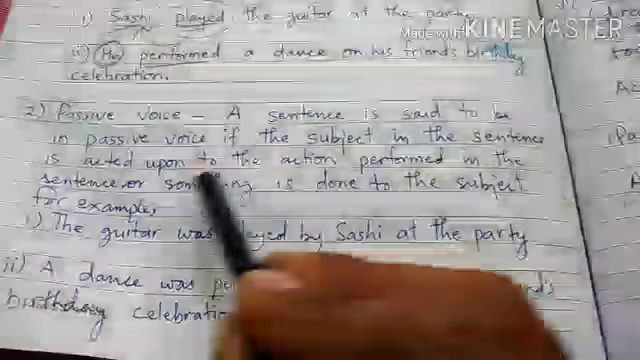 i) Sashi played the guitar at the party
Made with KINEMASTER
ii) He performed a dance on his friend's birthday
celebration.
2) Passive voice - A sentence is said to be
in passive voice if the subject in the sentence
is acted upon to the action performed in the
sentence or something is done to the subject
for example,
i) The guitar was played by Sashi at the party
ii) A dance was
birthday celebration